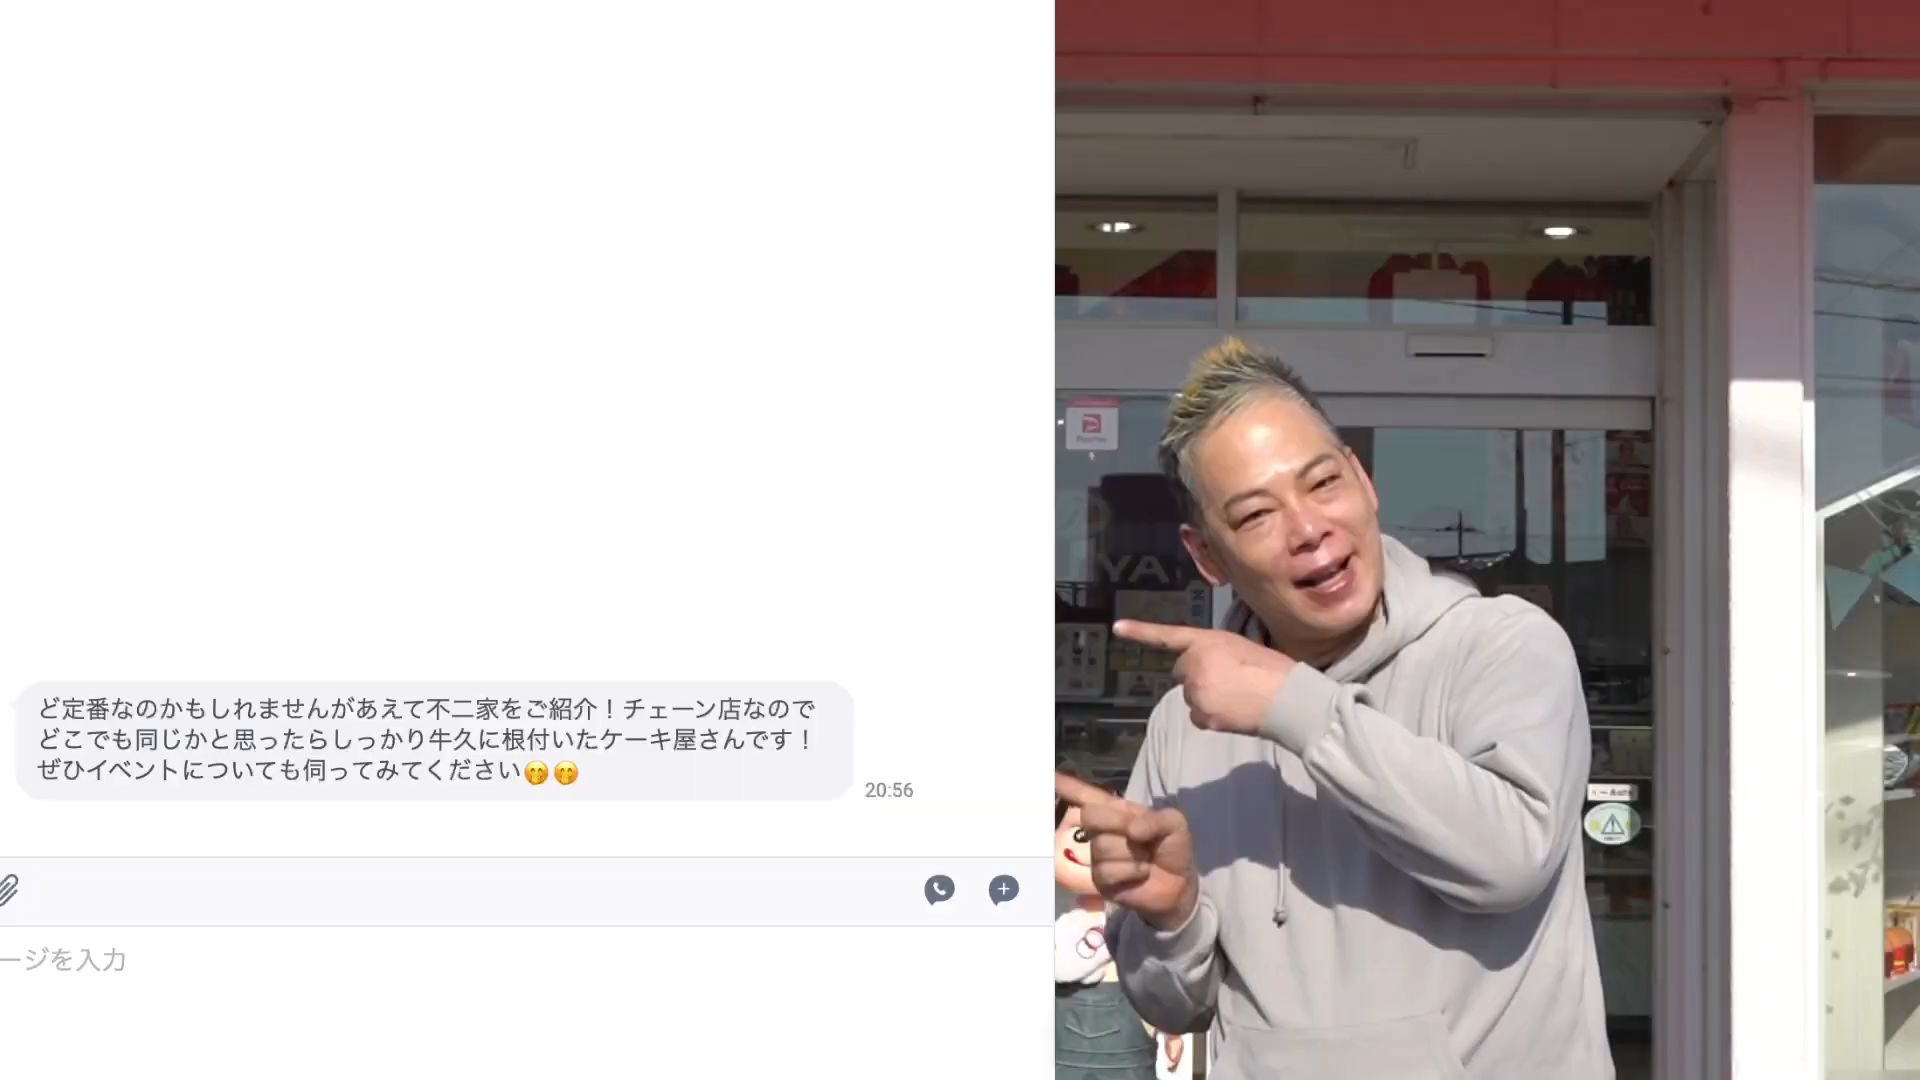 ど定番なのかもしれませんがあえて不二家をご紹介！チェーン店なので
どこでも同じかと思ったらしっかり牛久に根付いたケーキ屋さんです！
ぜひイベントについても伺ってみてください🤭🤭
20:56
ージを入力
PayPay